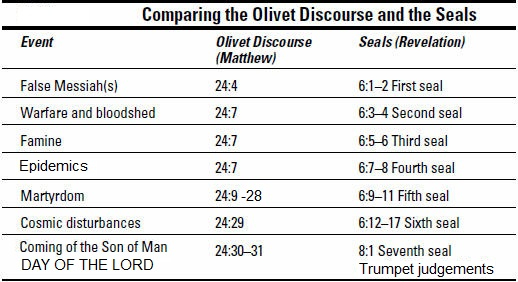 Comparing the Olivet Discourse and the Seals
Event Olivet Discourse Seals (Revelation)
(Matthew)
False Messiah(s) 24:4 6:1–2 First seal
Warfare and bloodshed 24:7 6:3–4 Second seal
Famine 24:7 6:5–6 Third seal
Epidemics 24:7 6:7–8 Fourth seal
Martyrdom 24:9 -28 6:9–11 Fifth seal
Cosmic disturbances 24:29 6:12–17 Sixth seal
Coming of the Son of Man 24:30–31 8:1 Seventh seal
DAY OF THE LORD Trumpet judgements